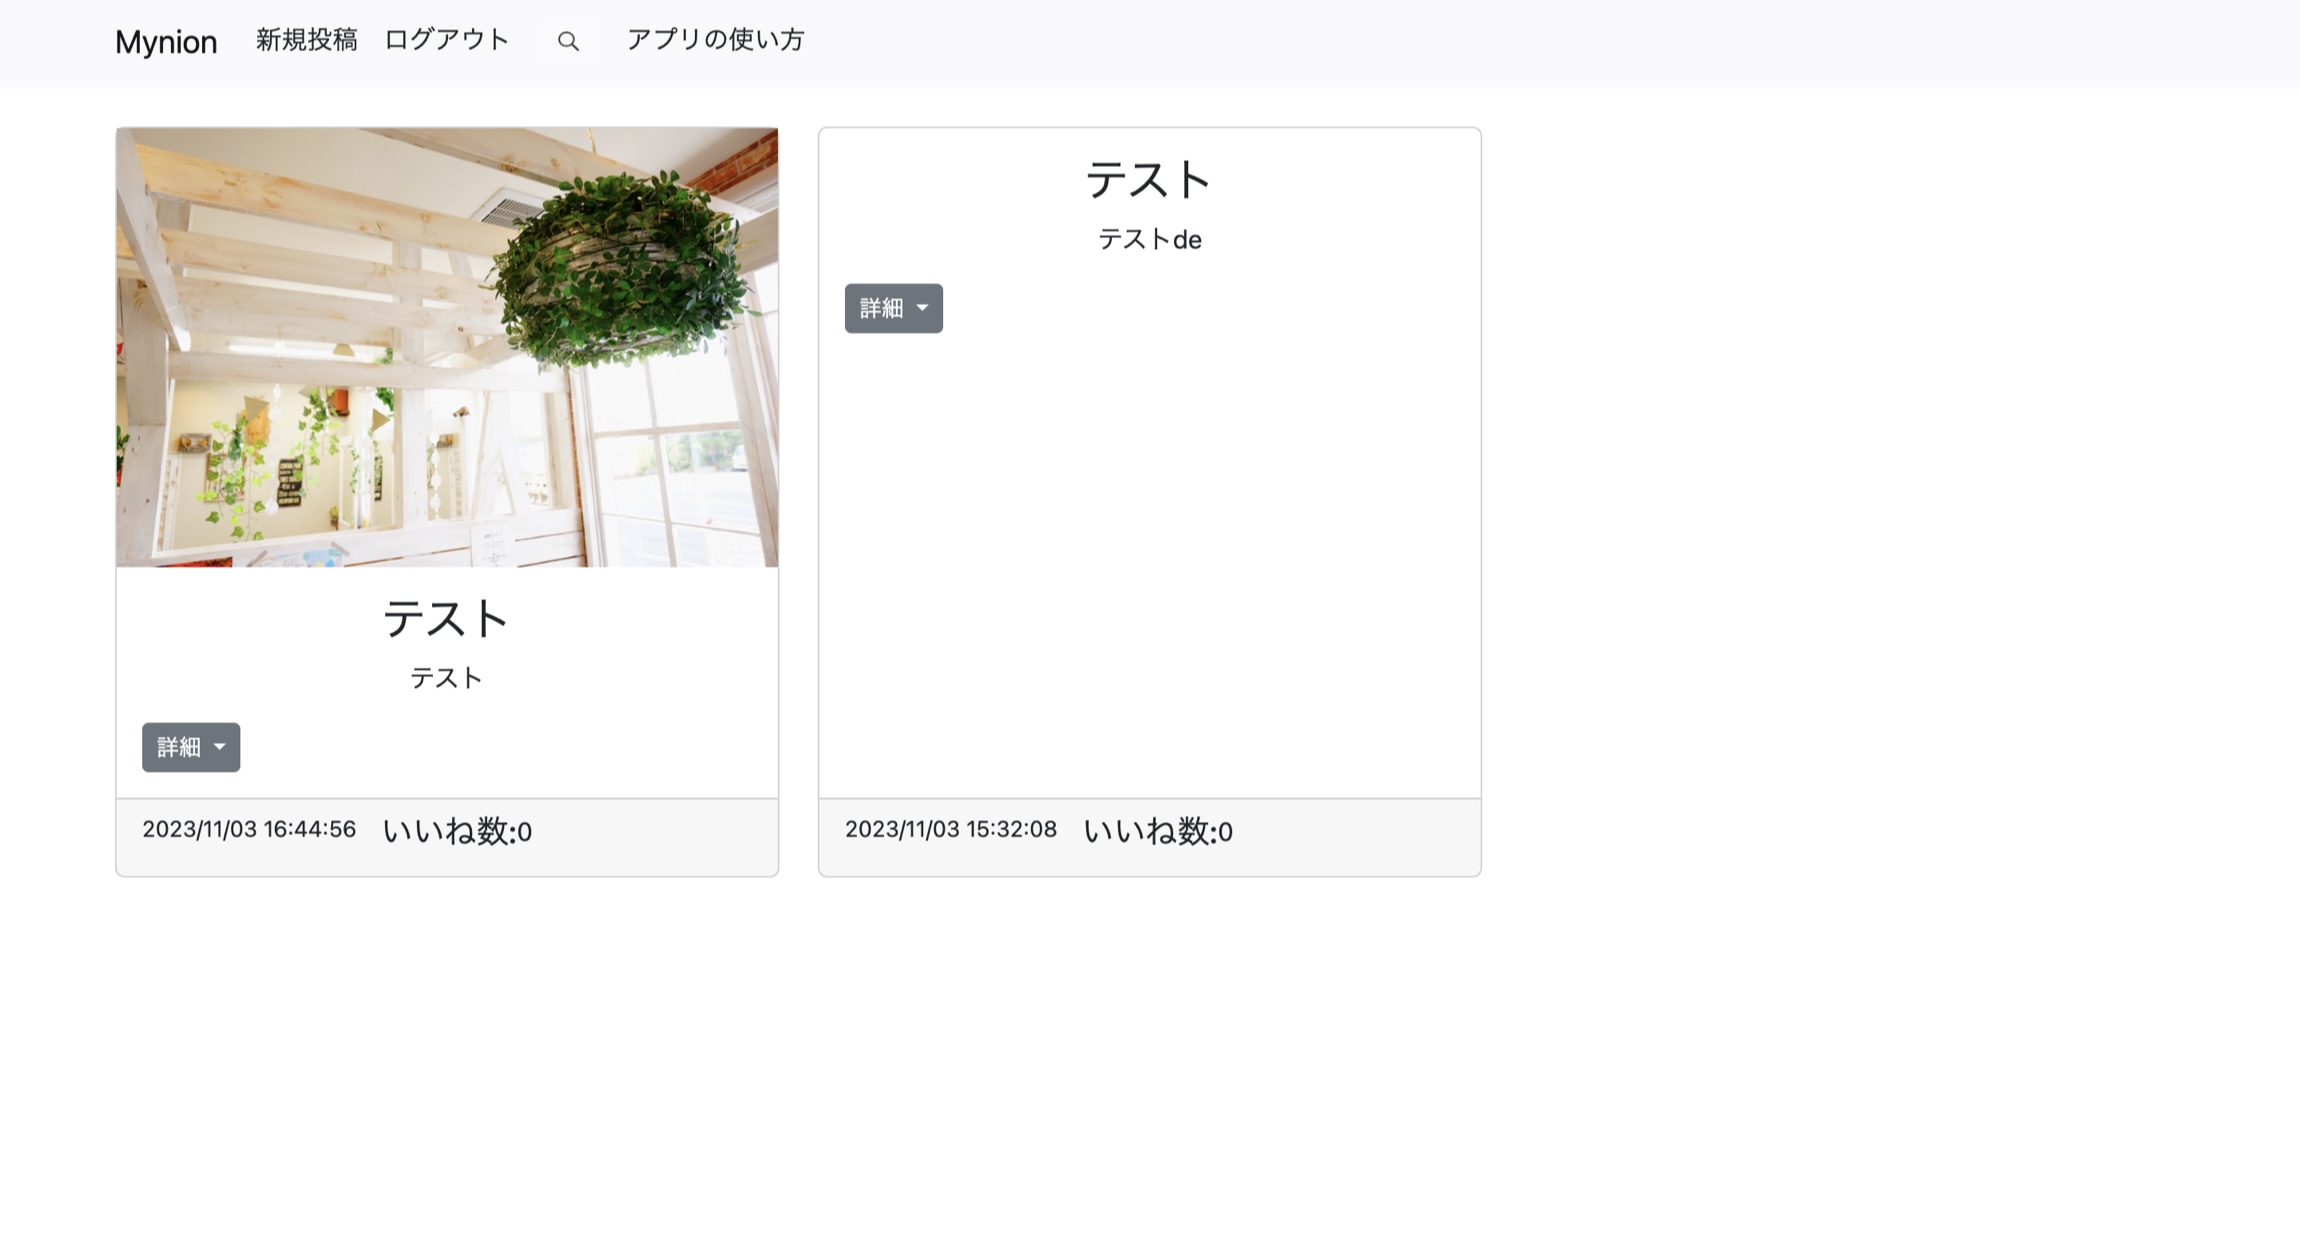 Mynion 新規投稿 ログアウト アプリの使い方
テスト
テスト
詳細
2023/11/03 16:44:56 いいね数:0
テスト
テストde
詳細
2023/11/03 15:32:08 いいね数:0